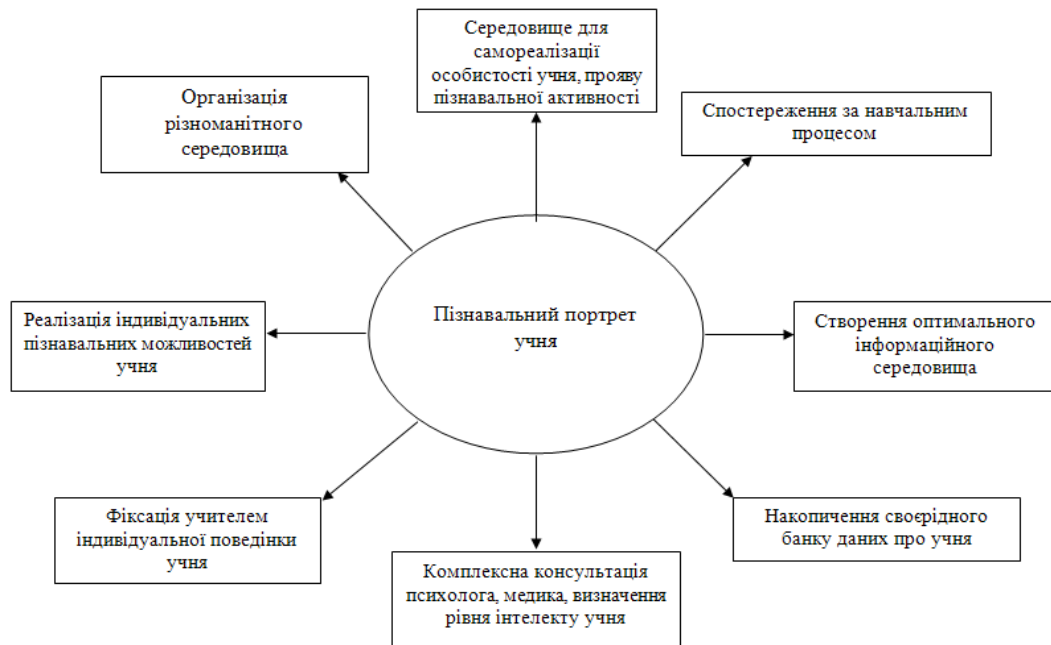 Середовище для
самореалізації
особистості учня, прояву
пізнавальної активності
Організація
різноманітного
середовища
Спостереження за навчальним
процесом
Пізнавальний портрет
учня
Реалізація індивідуальних
пізнавальних можливостей
учня
Створення оптимального
інформаційного
середовища
Фіксація учителем
індивідуальної поведінки
учня
Накопичення своєрідного
банку даних про учня
Комплексна консультація
психолога, медика, визначення
рівня інтелекту учня